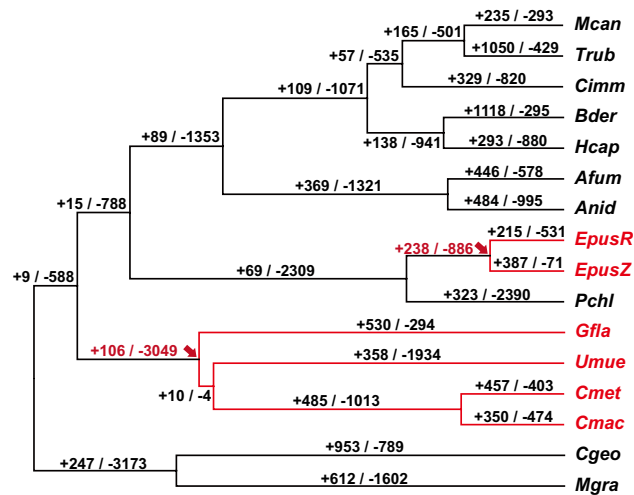 +235 / -293 Mcan
+165 / -501
+1050 / -429 Trub
+57 / -535
+329 / -820 Cimm
+109 / -1071
+1118 / -295 Bder
+138 / -941
+293 / -880 Hcap
+89 / -1353
+446 / -578 Afum
+369 / -1321
+484 / -995 Anid
+15 / -788
+215 / -531 EpusR
+238 / -886
+387 / -71 EpusZ
+69 / -2309
+323 / -2390 Pchl
+9 / -588
+530 / -294 Gfla
+106 / -3049
+358 / -1934 Umue
+10 / -4
+457 / -403 Cmet
+485 / -1013
+350 / -474 Cmac
+953 / -789 Cgeo
+247 / -3173
+612 / -1602 Mgra